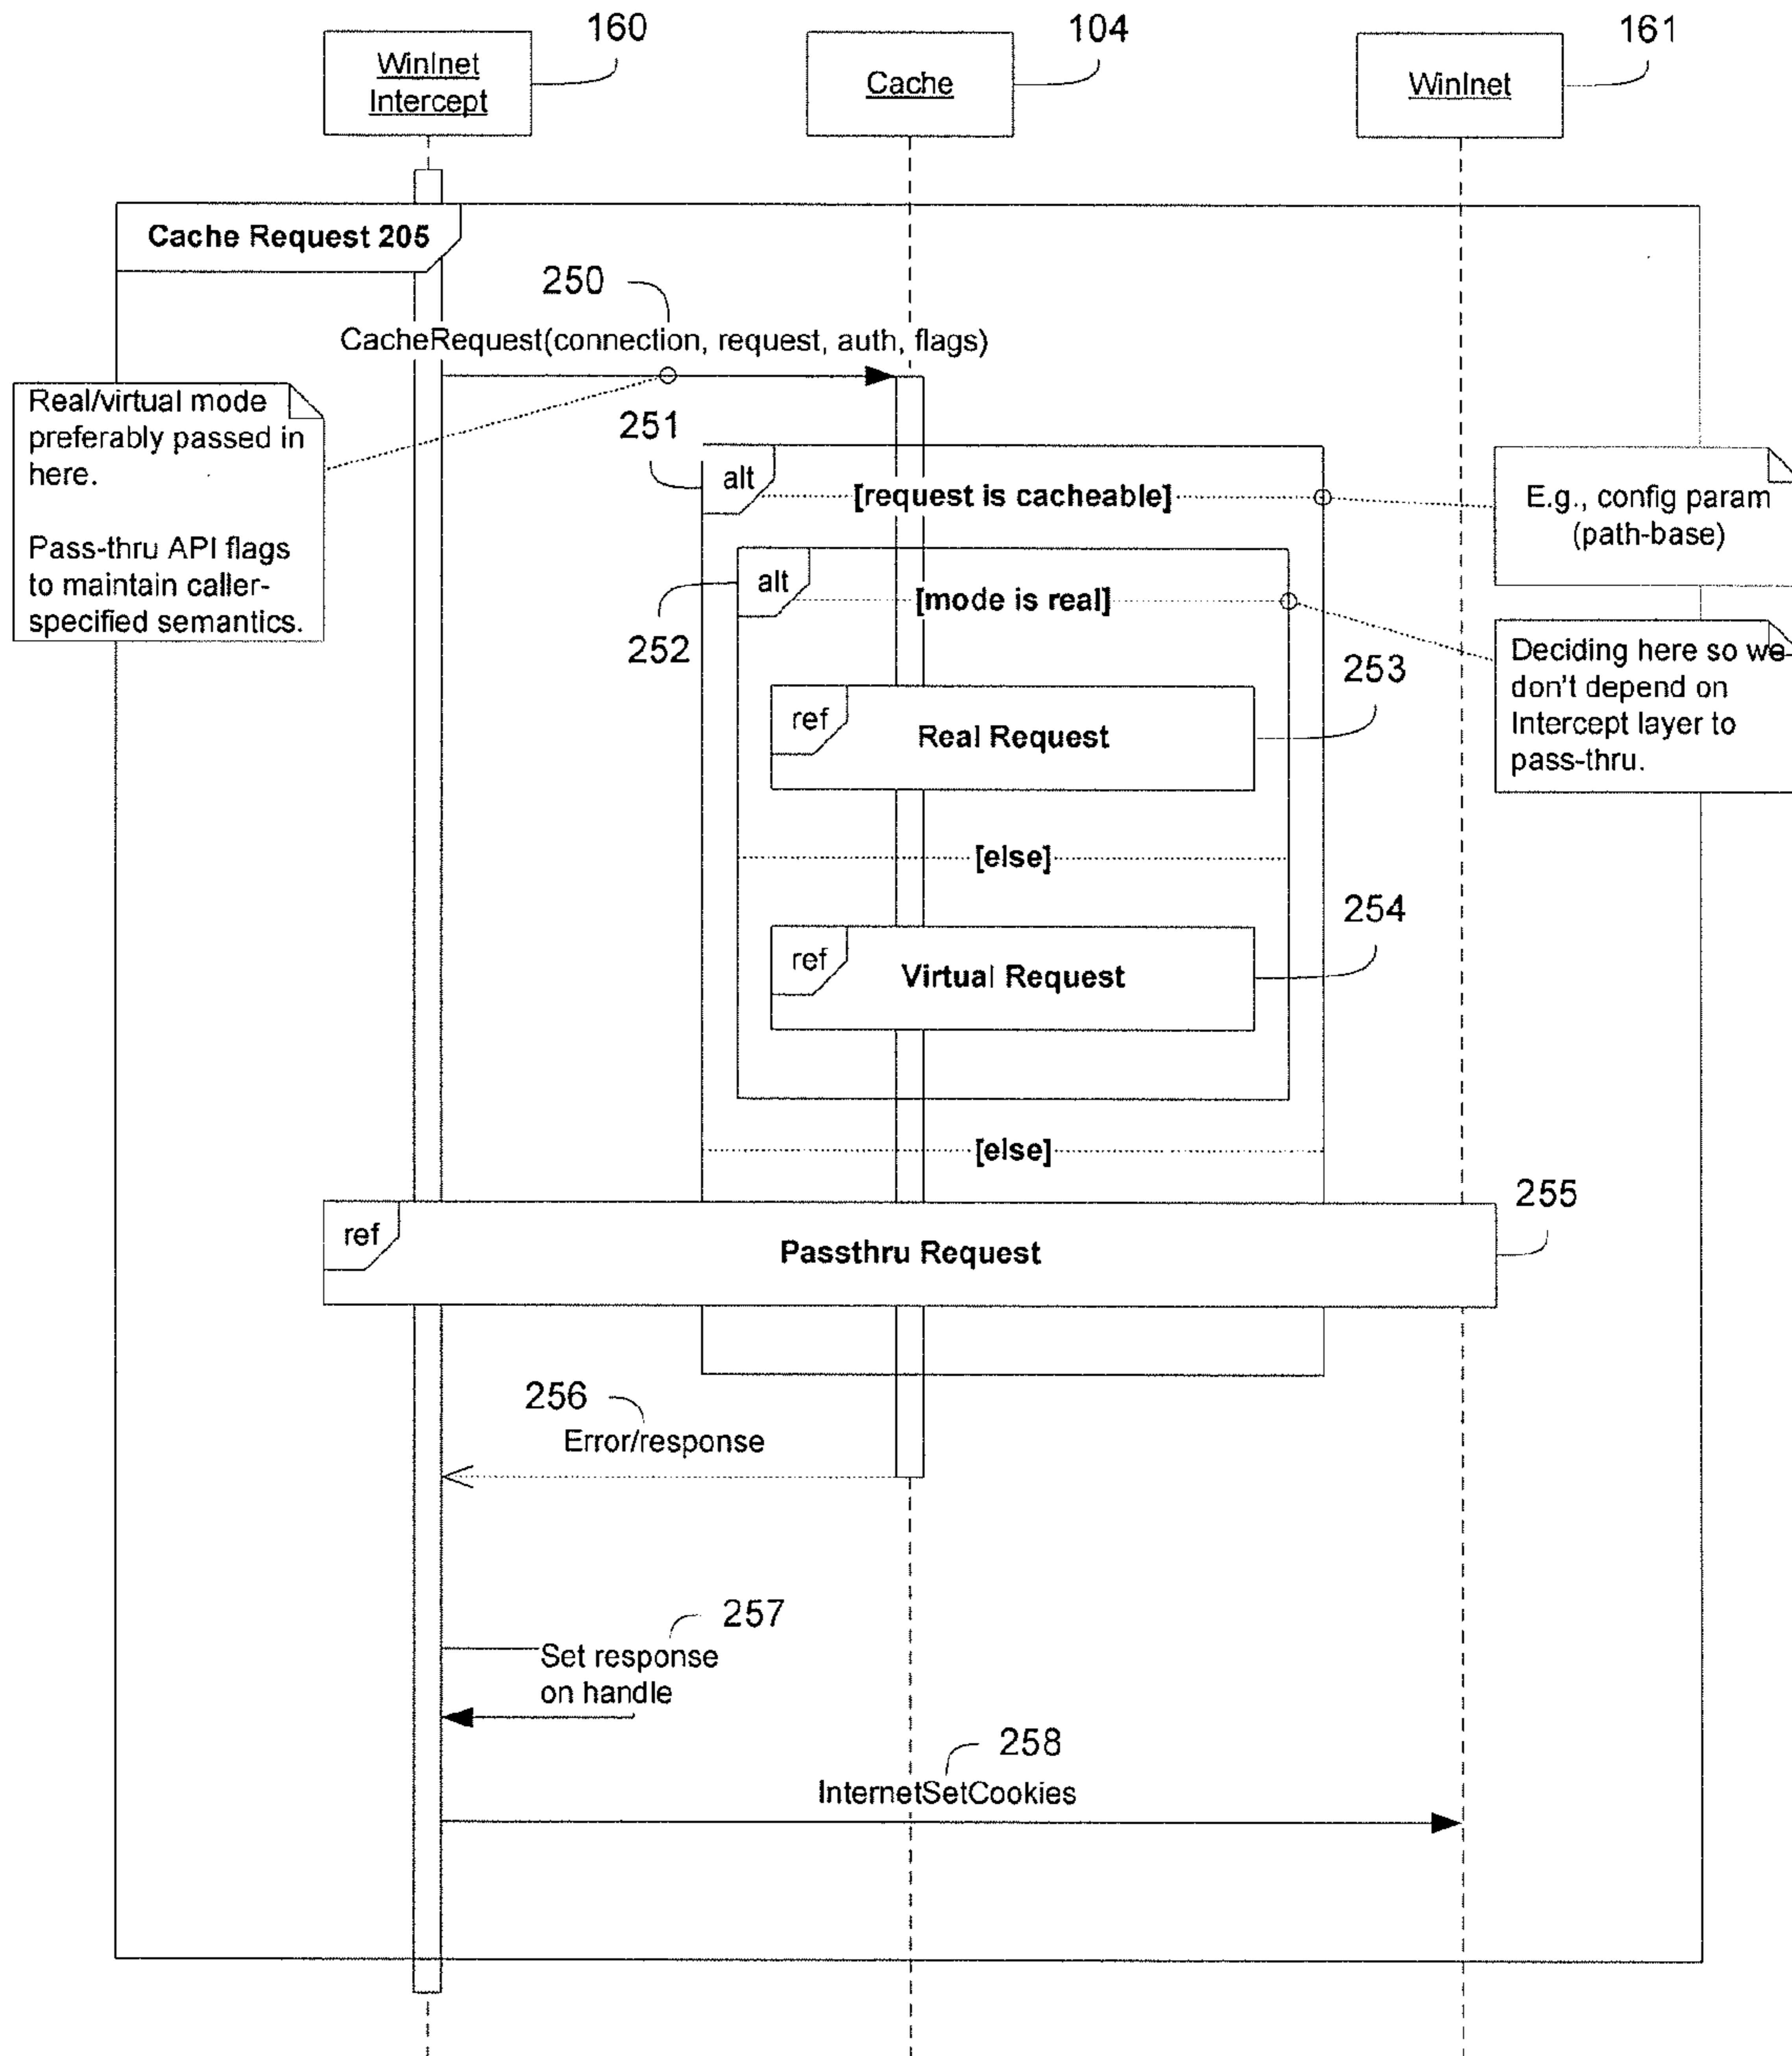 160
104
161
WinInet
Intercept
Cache
WinInet
Cache Request 205
250
CacheRequest(connection, request, auth, flags)
Real/virtual mode
preferably passed in
here.
Pass-thru API flags
to maintain caller-
specified semantics.
251
alt
[request is cacheable]
E.g., config param
(path-base)
252
alt
[mode is real]
Deciding here so we
don't depend on
Intercept layer to
pass-thru.
253
ref
Real Request
[else]
254
ref
Virtual Request
[else]
255
ref
Passthru Request
256
Error/response
257
Set response
on handle
258
InternetSetCookies